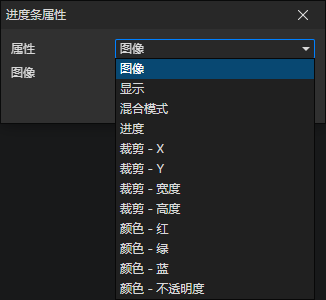 进度条属性
属性 图像
图像
图像
显示
混合模式
进度
裁剪 - X
裁剪 - Y
裁剪 - 宽度
裁剪 - 高度
颜色 - 红
颜色 - 绿
颜色 - 蓝
颜色 - 不透明度